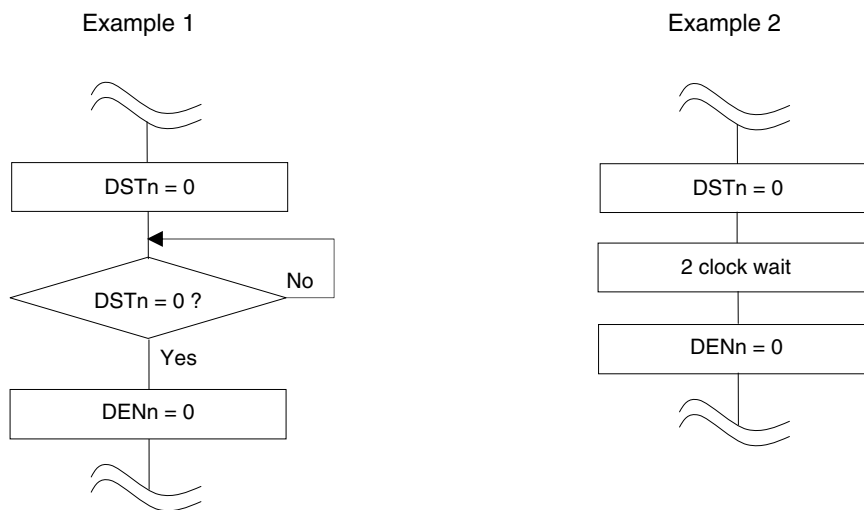 Example 1
DSTn = 0
DSTn = 0 ?
No
Yes
DENn = 0
Example 2
DSTn = 0
2 clock wait
DENn = 0